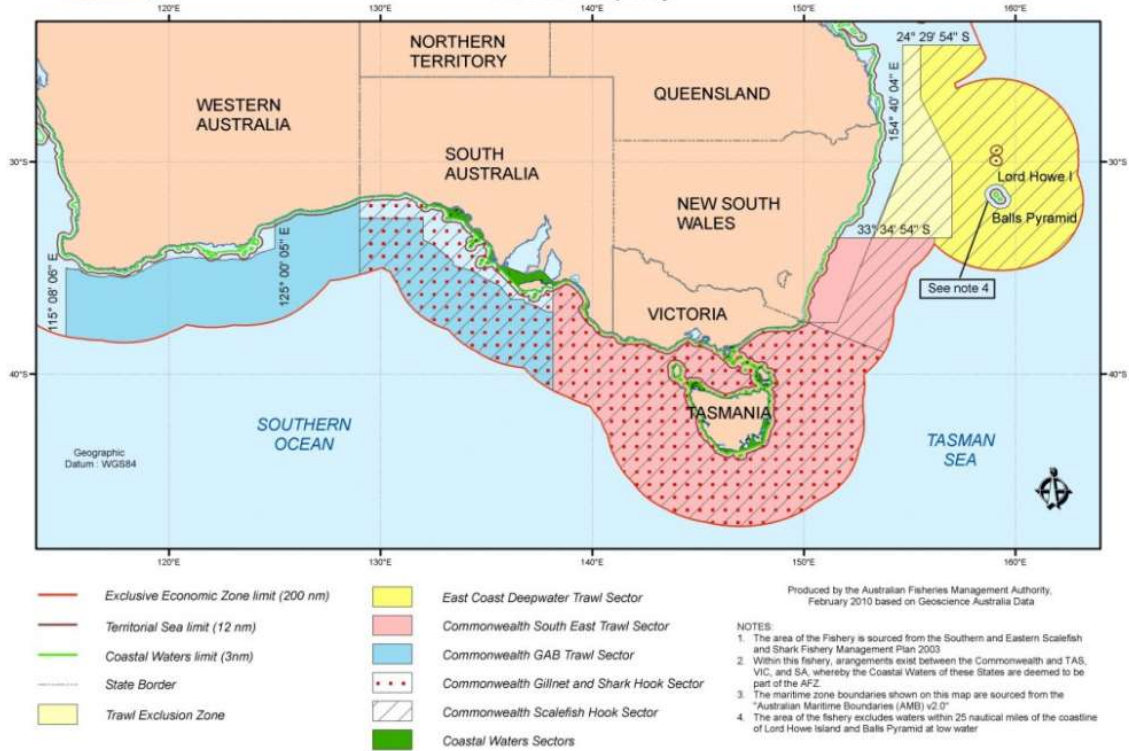 120°E 130°E 140°E 150°E 160°E
24° 29' 54" S
NORTHERN
TERRITORY
QUEENSLAND
WESTERN
AUSTRALIA
154° 40' 04" E
SOUTH
AUSTRALIA
30°S
30°S
Lord Howe I
NEW SOUTH
WALES
Balls Pyramid
33° 34' 54" S
115° 08' 06" E
125° 00' 05" E
See note 4
VICTORIA
40°S
40°S
TASMANIA
SOUTHERN
OCEAN
TASMAN
SEA
Geographic
Datum : WGS84
120°E 130°E 140°E 150°E 160°E
Exclusive Economic Zone limit (200 nm)
Territorial Sea limit (12 nm)
Coastal Waters limit (3nm)
State Border
Trawl Exclusion Zone
East Coast Deepwater Trawl Sector
Commonwealth South East Trawl Sector
Commonwealth GAB Trawl Sector
Commonwealth Gillnet and Shark Hook Sector
Commonwealth Scalefish Hook Sector
Coastal Waters Sectors
Produced by the Australian Fisheries Management Authority,
February 2010 based on Geoscience Australia Data
NOTES:
1. The area of the Fishery is sourced from the Southern and Eastern Scalefish
and Shark Fishery Management Plan 2003
2. Within this fishery, arangements exist between the Commonwealth and TAS,
VIC, and SA, whereby the Coastal Waters of these States are deemed to be
part of the AFZ.
3. The maritime zone boundaries shown on this map are sourced from the
"Australian Maritime Boundaries (AMB) v2.0"
4. The area of the fishery excludes waters within 25 nautical miles of the coastline
of Lord Howe Island and Balls Pyramid at low water